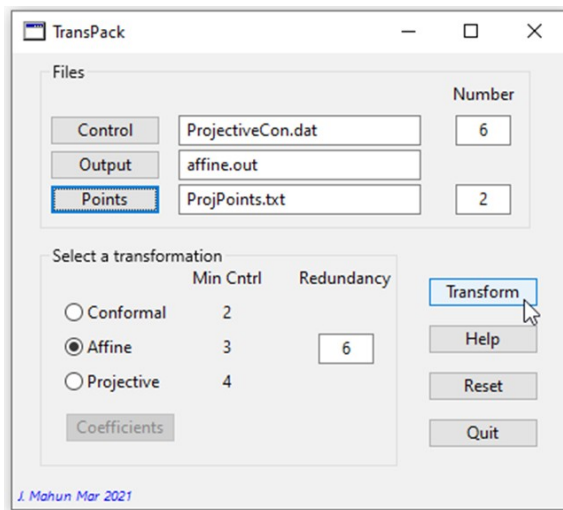 TransPack
Files
Number
Control ProjectiveCon.dat 6
Output affine.out
Points ProjPoints.txt 2
Select a transformation
Min Cntrl Redundancy
Transform
Conformal 2
Affine 3 6
Help
Projective 4
Reset
Coefficients
Quit
J. Mahun Mar 2021